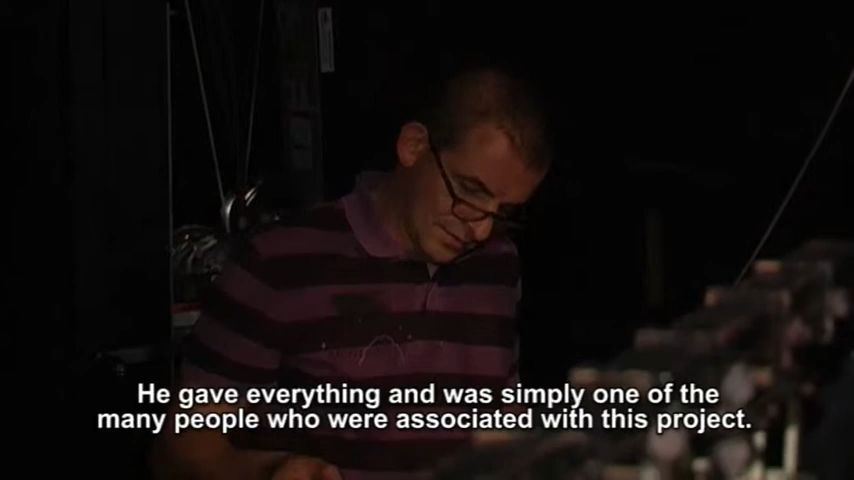 He gave everything and was simply one of the
many people who were associated with this project.